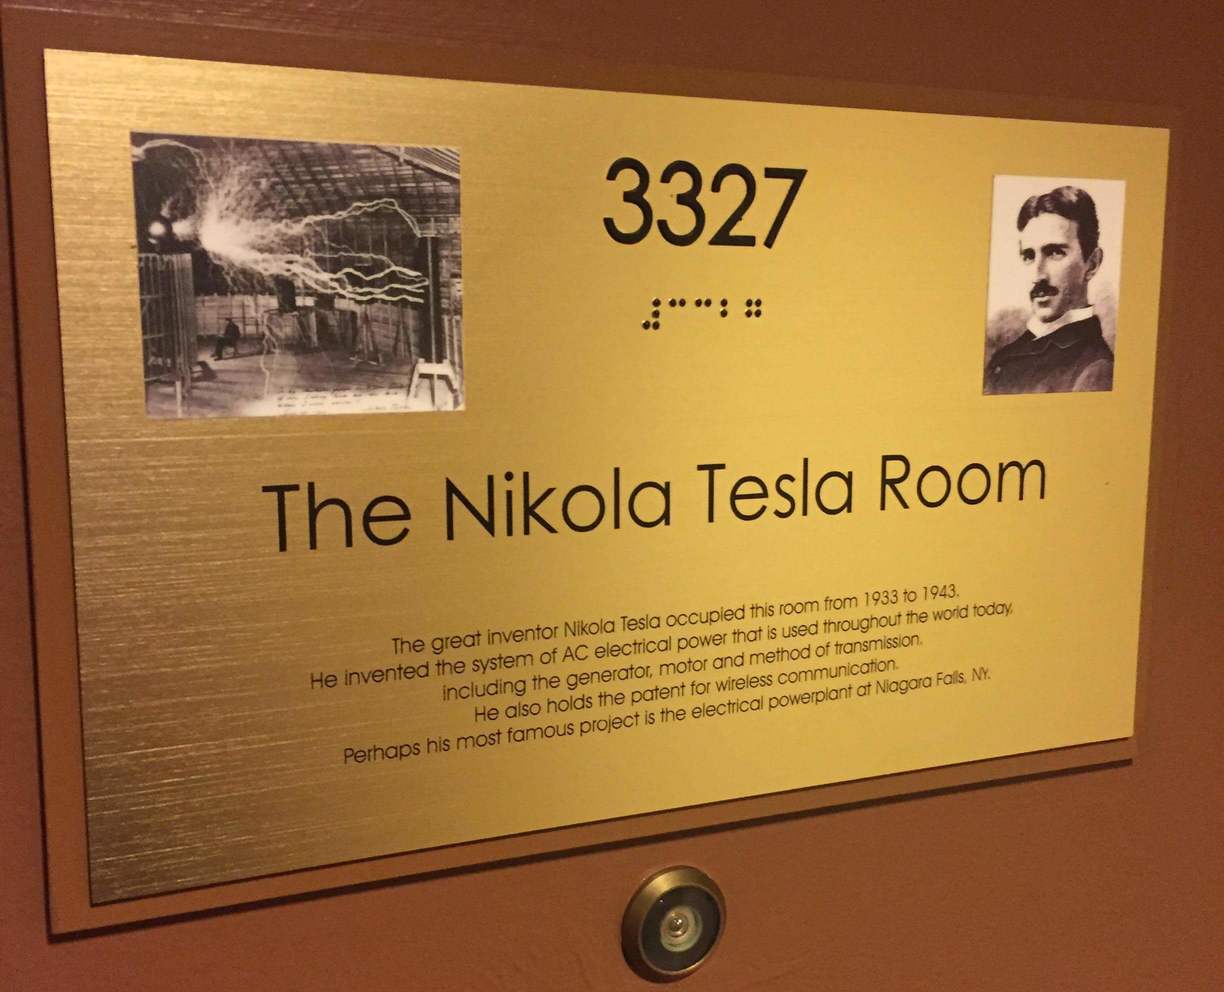 3327
⠼⠉⠉⠃⠛
The Nikola Tesla Room
The great inventor Nikola Tesla occupied this room from 1933 to 1943.
He invented the system of AC electrical power that is used throughout the world today,
including the generator, motor and method of transmission.
He also holds the patent for wireless communication.
Perhaps his most famous project is the electrical powerplant at Niagara Falls, NY.